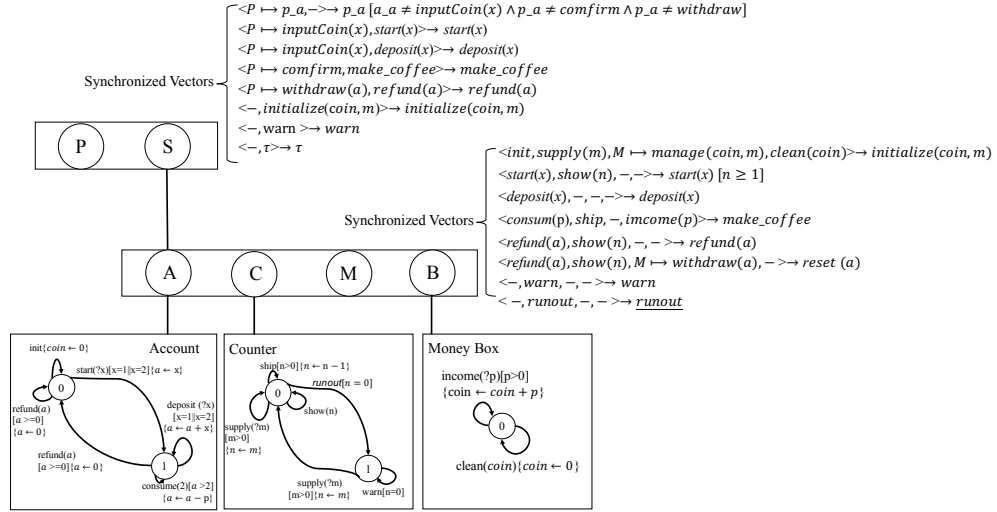 <P ↦ p_a,−>→ p_a [a_a ≠ inputCoin(x) ∧ p_a ≠ comfirm ∧ p_a ≠ withdraw]
<P ↦ inputCoin(x), start(x)>→ start(x)
<P ↦ inputCoin(x), deposit(x)>→ deposit(x)
<P ↦ comfirm, make_coffee>→ make_coffee
<P ↦ withdraw(a), refund(a)>→ refund(a)
<−, initialize(coin, m)>→ initialize(coin, m)
<−, warn >→ warn
<−, τ>→ τ
Synchronized Vectors
P
S
<init, supply(m), M ↦ manage(coin, m), clean(coin)>→ initialize(coin, m)
<start(x), show(n), −,−>→ start(x) [n ≥ 1]
<deposit(x), −, −,−>→ deposit(x)
<consum(p), ship, −, imcome(p)>→ make_coffee
<refund(a), show(n), −, − >→ refund(a)
<refund(a), show(n), M ↦ withdraw(a), − >→ reset (a)
<−, warn, −, − >→ warn
< −, runout, −, − >→ runout
Synchronized Vectors
A
C
M
B
Account
init{coin ← 0}
start(?x)[x=1||x=2]{a ← x}
0
refund(a)
[a >=0]
{a ← 0}
deposit (?x)
[x=1||x=2]
{a ← a + x}
refund(a)
[a >=0]{a ← 0}
1
consume(2)[a >2]
{a ← a − p}
Counter
ship[n>0]{n ← n − 1}
runout[n = 0]
0
show(n)
supply(?m)
[m>0]
{n ← m}
1
supply(?m)
[m>0]{n ← m}
warn[n=0]
Money Box
income(?p)[p>0]
{coin ← coin + p}
0
clean(coin){coin ← 0}